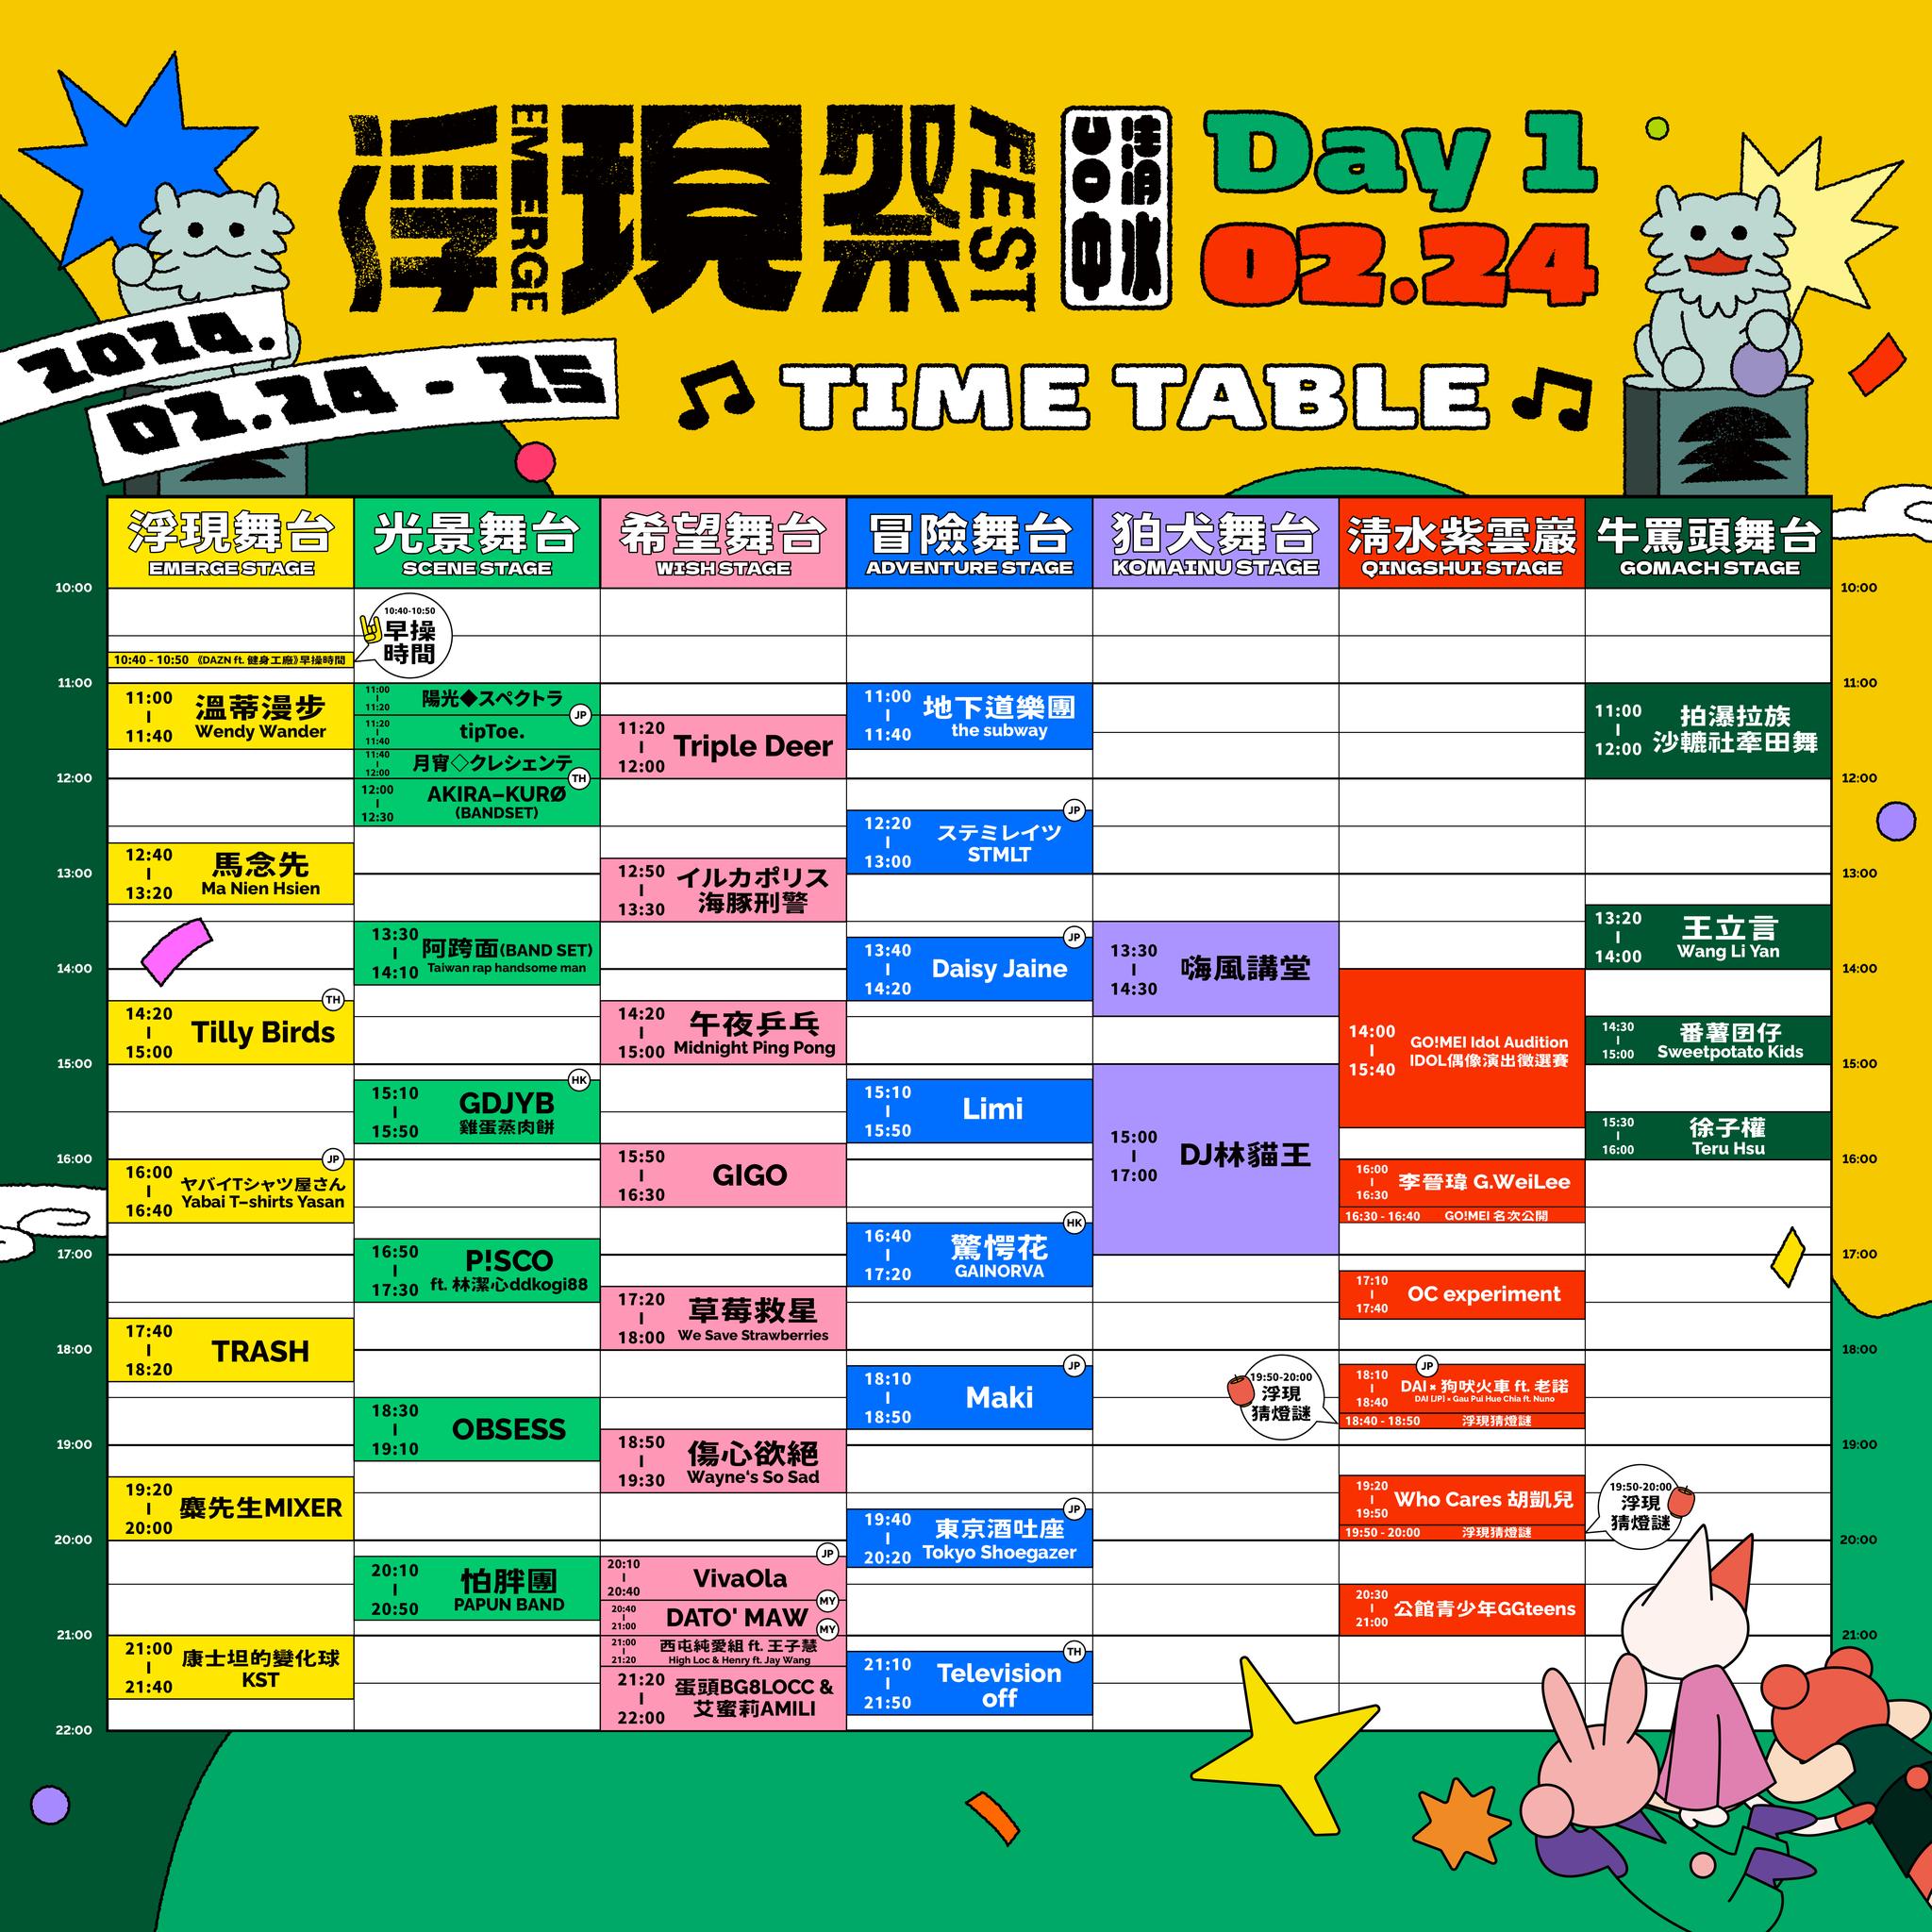 浮現祭
EMERGE
FEST
清水
GO中
Day 1
02.24
2024.
02.24 - 25
TIME TABLE
浮現舞台
EMERGE STAGE
光景舞台
SCENE STAGE
希望舞台
WISH STAGE
冒險舞台
ADVENTURE STAGE
狛犬舞台
KOMAINU STAGE
清水紫雲巖
QINGSHUI STAGE
牛罵頭舞台
GOMACH STAGE
10:00
11:00
12:00
13:00
14:00
15:00
16:00
17:00
18:00
19:00
20:00
21:00
22:00
10:40 - 10:50 《DAZN ft. 健身工廠》早操時間
11:00
11:40
溫蒂漫步
Wendy Wander
12:40
13:20
馬念先
Ma Nien Hsien
TH
14:20
15:00
Tilly Birds
JP
16:00
16:40
ヤバイTシャツ屋さん
Yabai T-shirts Yasan
17:40
18:20
TRASH
19:20
20:00
麋先生MIXER
21:00
21:40
康士坦的變化球
KST
10:40-10:50
早操
時間
11:00
11:20
陽光◆スペクトラ
JP
11:20
11:40
tipToe.
11:40
12:00
月宵◇クレシェンテ
TH
12:00
12:30
AKIRA-KURØ
(BANDSET)
13:30
14:10
阿跨面(BAND SET)
Taiwan rap handsome man
HK
15:10
15:50
GDJYB
雞蛋蒸肉餅
16:50
17:30
P!SCO
ft. 林潔心ddkogi88
18:30
19:10
OBSESS
20:10
20:50
怕胖團
PAPUN BAND
11:20
12:00
Triple Deer
12:50
13:30
イルカポリス
海豚刑警
14:20
15:00
午夜乒乓
Midnight Ping Pong
15:50
16:30
GIGO
17:20
18:00
草莓救星
We Save Strawberries
18:50
19:30
傷心欲絕
Wayne's So Sad
JP
20:10
20:40
VivaOla
MY
20:40
21:00
DATO' MAW
MY
21:00
21:20
西屯純愛組 ft. 王子慧
High Loc & Henry ft. Jay Wang
21:20
22:00
蛋頭BG8LOCC &
艾蜜莉AMILI
11:00
11:40
地下道樂團
the subway
JP
12:20
13:00
ステミレイツ
STMLT
JP
13:40
14:20
Daisy Jaine
15:10
15:50
Limi
HK
16:40
17:20
驚愕花
GAINORVA
JP
18:10
18:50
Maki
JP
19:40
20:20
東京酒吐座
Tokyo Shoegazer
TH
21:10
21:50
Television
off
13:30
14:30
嗨風講堂
15:00
17:00
DJ林貓王
14:00
15:40
GO!MEI Idol Audition
IDOL偶像演出徵選賽
16:00
16:30
李晉瑋 G.WeiLee
16:30 - 16:40 GO!MEI 名次公開
17:10
17:40
OC experiment
JP
18:10
18:40
DAI × 狗吠火車 ft. 老諾
DAI [JP] × Gau Pui Hue Chia ft. Nuno
18:40 - 18:50 浮現猜燈謎
19:50-20:00
浮現
猜燈謎
19:20
19:50
Who Cares 胡凱兒
19:50 - 20:00 浮現猜燈謎
19:50-20:00
浮現
猜燈謎
20:30
21:00
公館青少年GGteens
11:00
12:00
拍瀑拉族
沙轆社牽田舞
13:20
14:00
王立言
Wang Li Yan
14:30
15:00
番薯囝仔
Sweetpotato Kids
15:30
16:00
徐子權
Teru Hsu
10:00
11:00
12:00
13:00
14:00
15:00
16:00
17:00
18:00
19:00
20:00
21:00